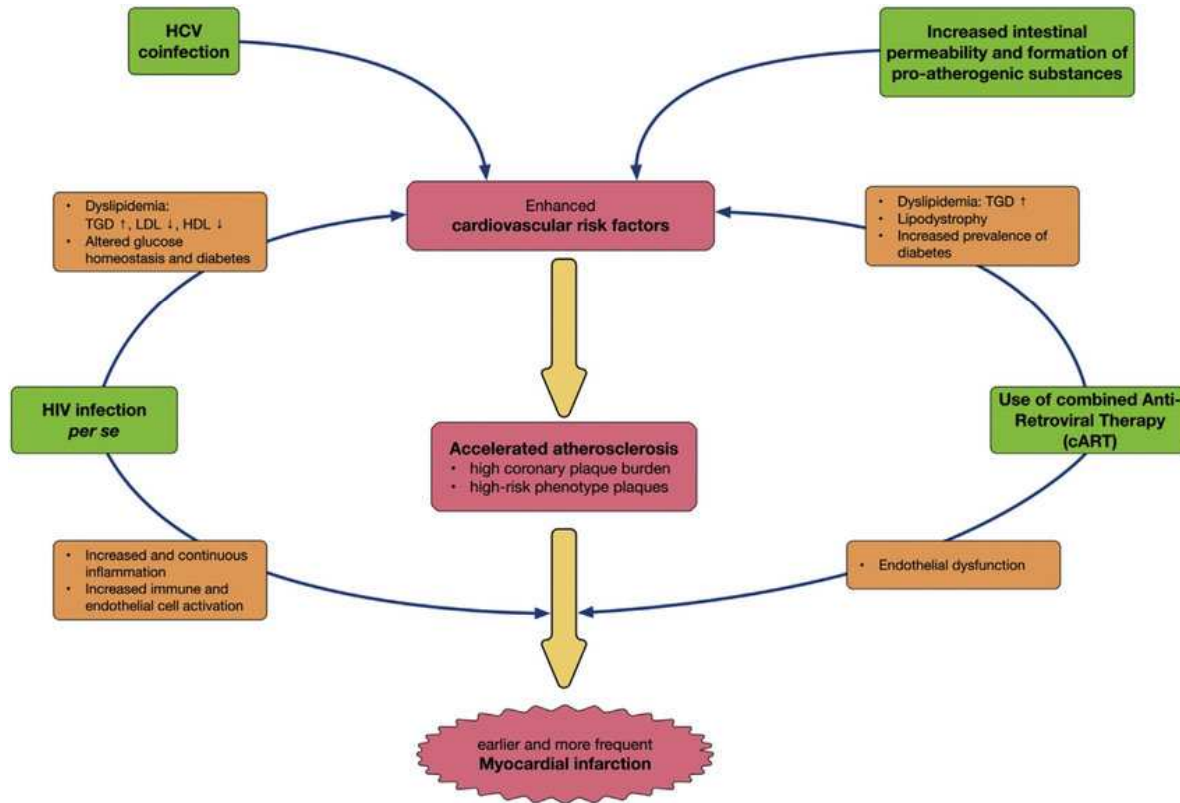 HCV
coinfection
Increased intestinal
permeability and formation of
pro-atherogenic substances
• Dyslipidemia:
TGD ↑, LDL ↓, HDL ↓
• Altered glucose
homeostasis and diabetes
Enhanced
cardiovascular risk factors
• Dyslipidemia: TGD ↑
• Lipodystrophy
• Increased prevalence of
diabetes
HIV infection
per se
Accelerated atherosclerosis
• high coronary plaque burden
• high-risk phenotype plaques
Use of combined Anti-
Retroviral Therapy
(cART)
• Increased and continuous
inflammation
• Increased immune and
endothelial cell activation
• Endothelial dysfunction
earlier and more frequent
Myocardial infarction